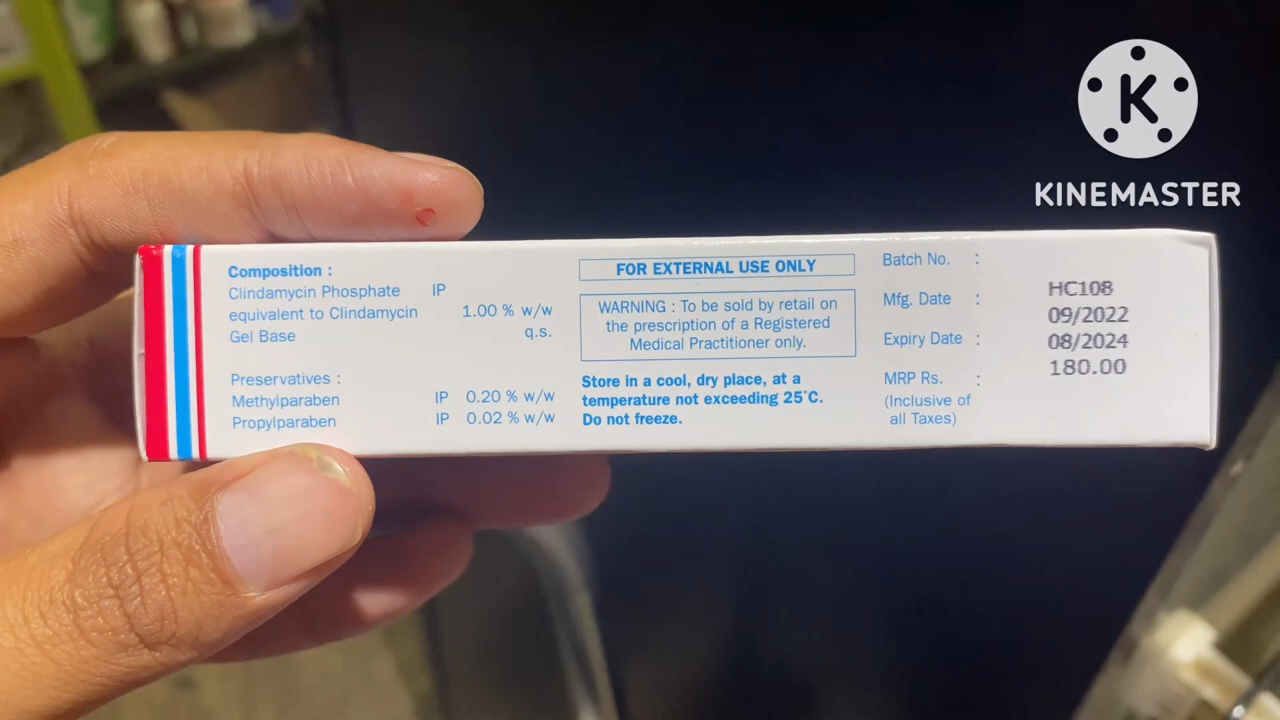 K
KINEMASTER
Composition :
Clindamycin Phosphate IP
equivalent to Clindamycin 1.00 % w/w
Gel Base q.s.
Preservatives :
Methylparaben IP 0.20 % w/w
Propylparaben IP 0.02 % w/w
FOR EXTERNAL USE ONLY
WARNING : To be sold by retail on
the prescription of a Registered
Medical Practitioner only.
Store in a cool, dry place, at a
temperature not exceeding 25°C.
Do not freeze.
Batch No. : HC108
Mfg. Date : 09/2022
Expiry Date : 08/2024
MRP Rs. : 180.00
(Inclusive of
all Taxes)